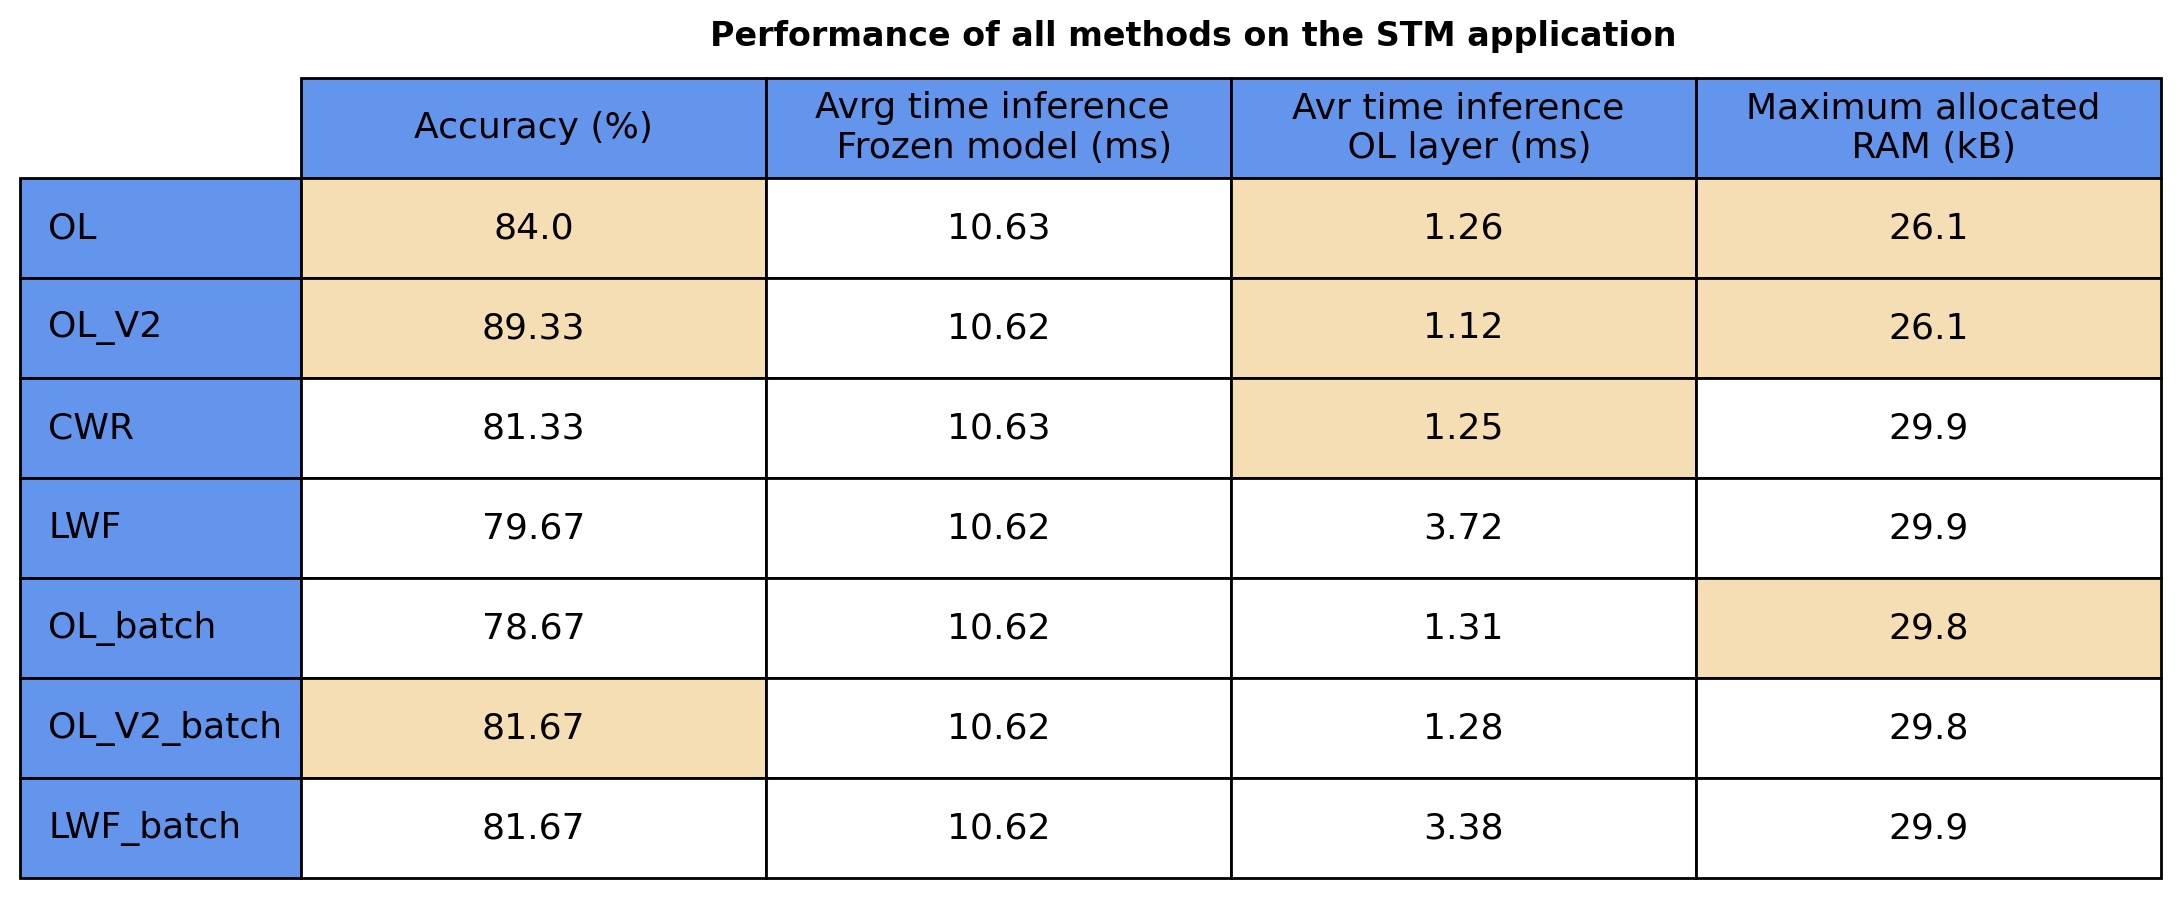 Performance of all methods on the STM application
Accuracy (%) Avrg time inference Frozen model (ms) Avr time inference OL layer (ms) Maximum allocated RAM (kB)
OL 84.0 10.63 1.26 26.1
OL_V2 89.33 10.62 1.12 26.1
CWR 81.33 10.63 1.25 29.9
LWF 79.67 10.62 3.72 29.9
OL_batch 78.67 10.62 1.31 29.8
OL_V2_batch 81.67 10.62 1.28 29.8
LWF_batch 81.67 10.62 3.38 29.9